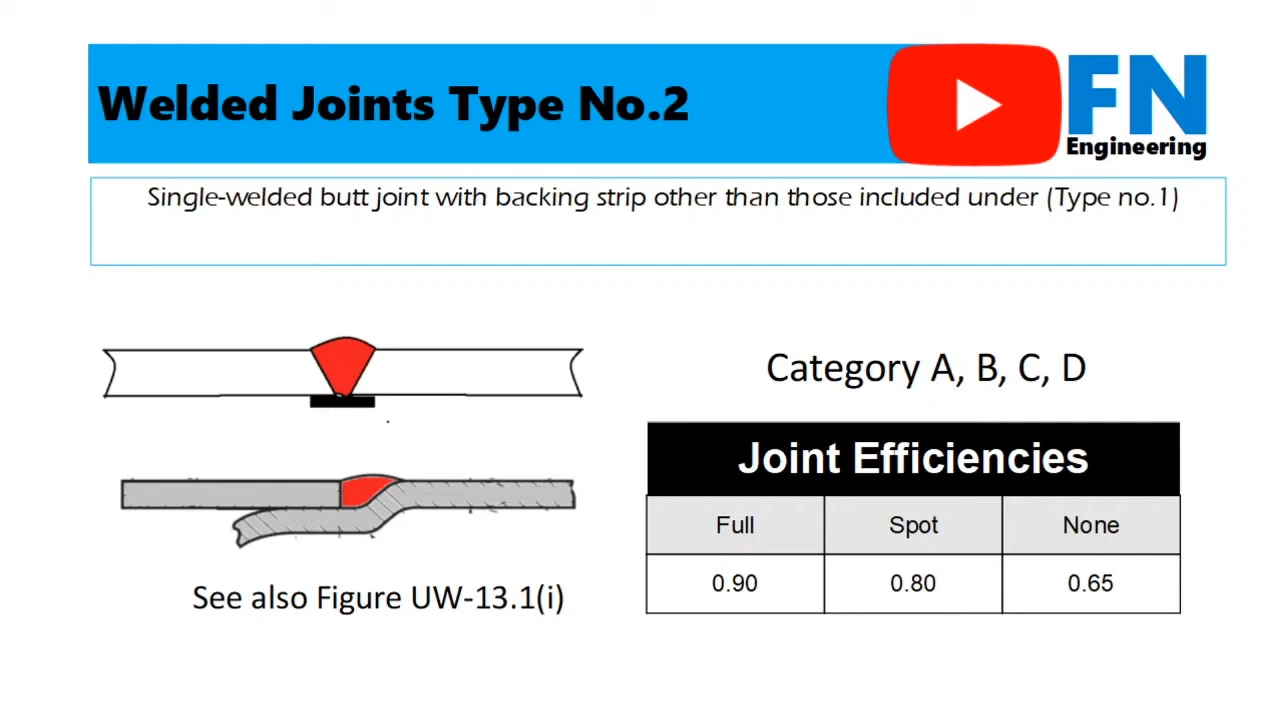 Welded Joints Type No.2
FN
Engineering
Single-welded butt joint with backing strip other than those included under (Type no.1)
Category A, B, C, D
Joint Efficiencies
Full Spot None
0.90 0.80 0.65
See also Figure UW-13.1(i)